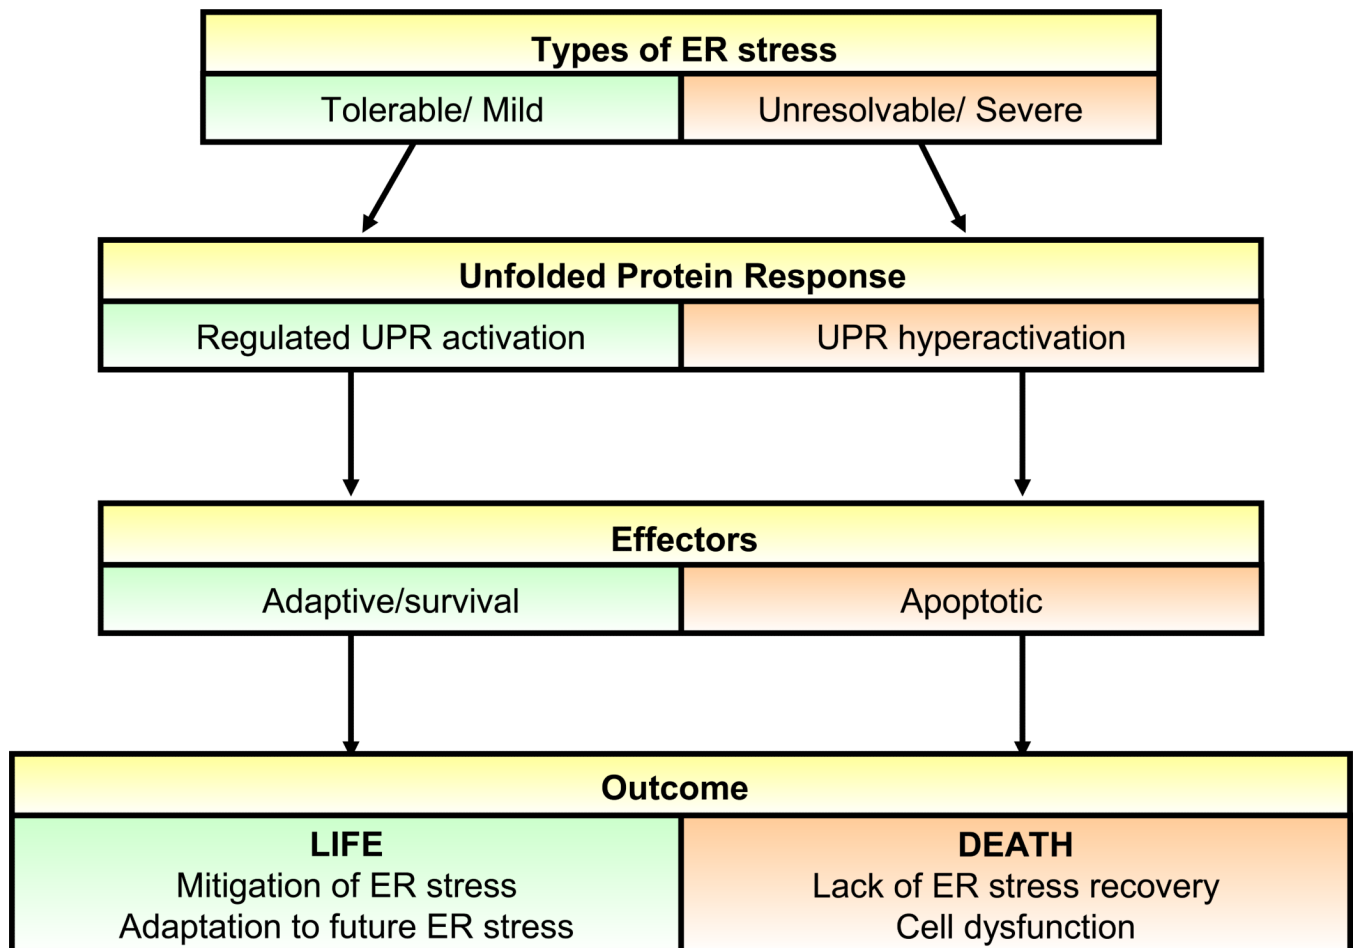 Types of ER stress
Tolerable/ Mild
Unresolvable/ Severe
Unfolded Protein Response
Regulated UPR activation
UPR hyperactivation
Effectors
Adaptive/survival
Apoptotic
Outcome
LIFE
Mitigation of ER stress
Adaptation to future ER stress
DEATH
Lack of ER stress recovery
Cell dysfunction